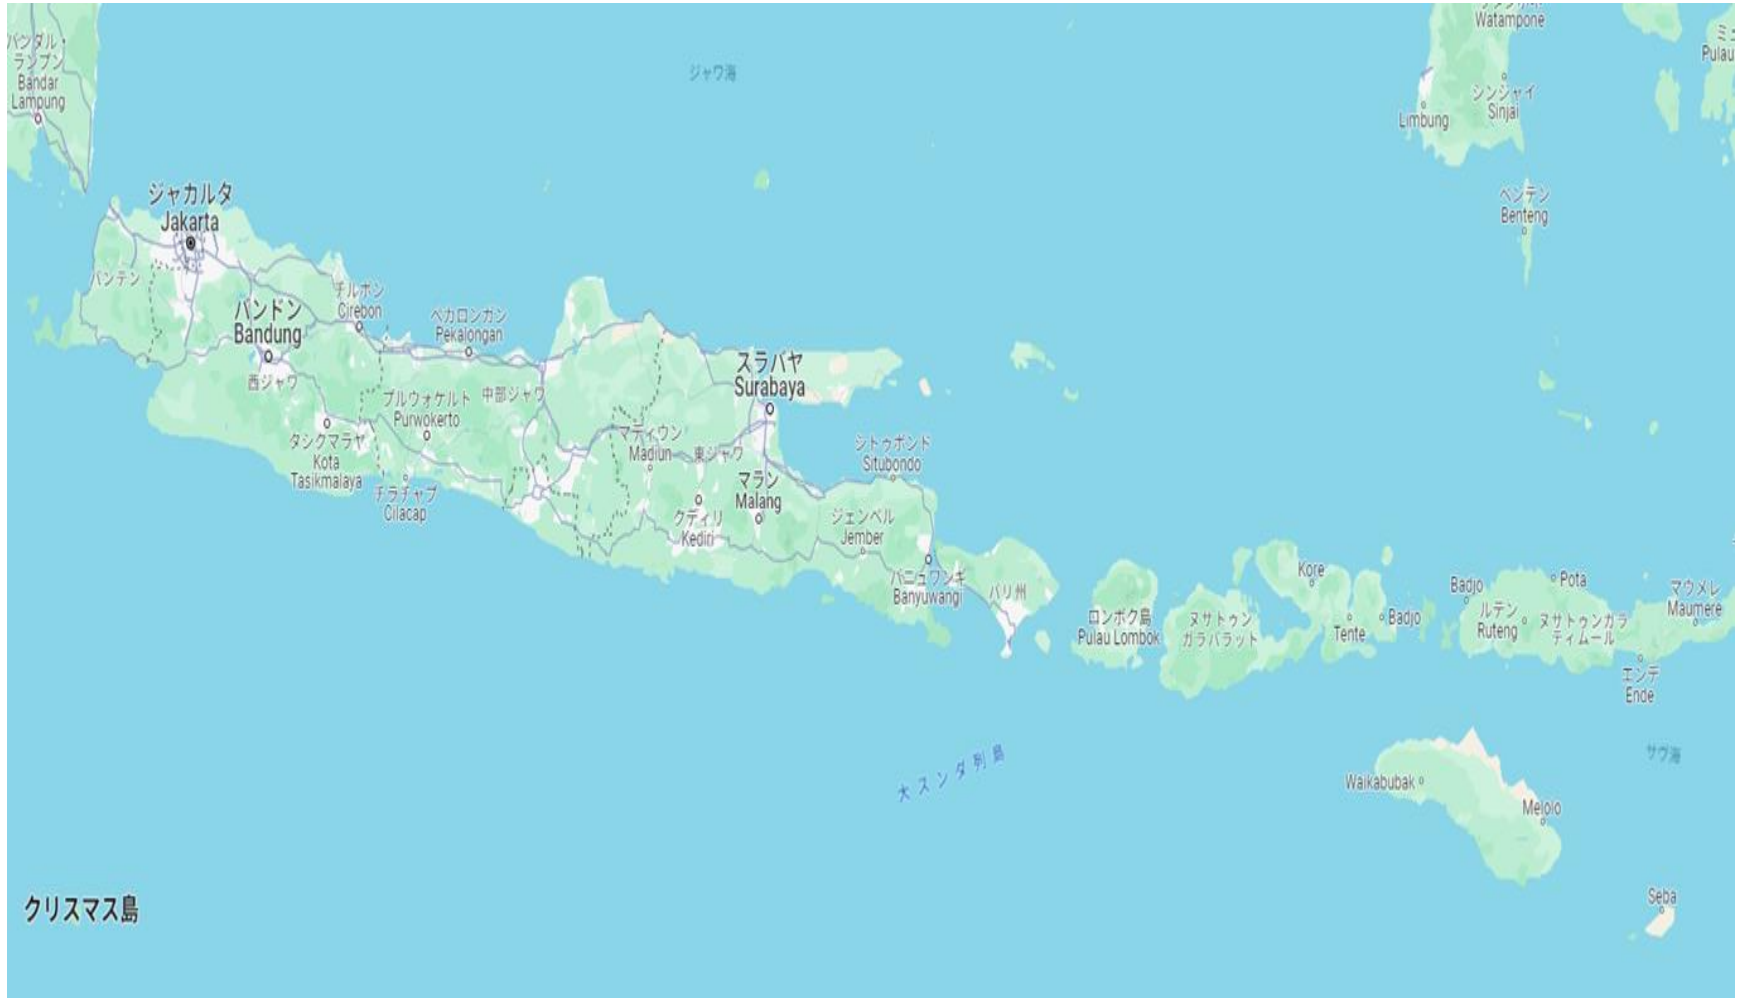 Watampone
バンダル・
ランプン
Bandar
Lampung
Pulau
ジャワ海
シンジャイ
Sinjai
Limbung
ベンテン
Benteng
ジャカルタ
Jakarta
バンテン
チルボン
Cirebon
バンドン
Bandung
西ジャワ
ペカロンガン
Pekalongan
スラバヤ
Surabaya
プルウォケルト
Purwokerto
中部ジャワ
タシクマラヤ
Kota
Tasikmalaya
チラチャプ
Cilacap
マディウン
Madiun
東ジャワ
マラン
Malang
クディリ
Kediri
シトゥボンド
Situbondo
ジェンベル
Jember
バニュワンギ
Banyuwangi
バリ州
ロンボク島
Pulau Lombok
ヌサトゥン
ガラバラット
Kore
Tente
Badjo
Badjo
Pota
ルテン
Ruteng
ヌサトゥンガラ
ティムール
マウメレ
Maumere
エンデ
Ende
大スンダ列島
サヴ海
Waikabubak
Melolo
Seba
クリスマス島